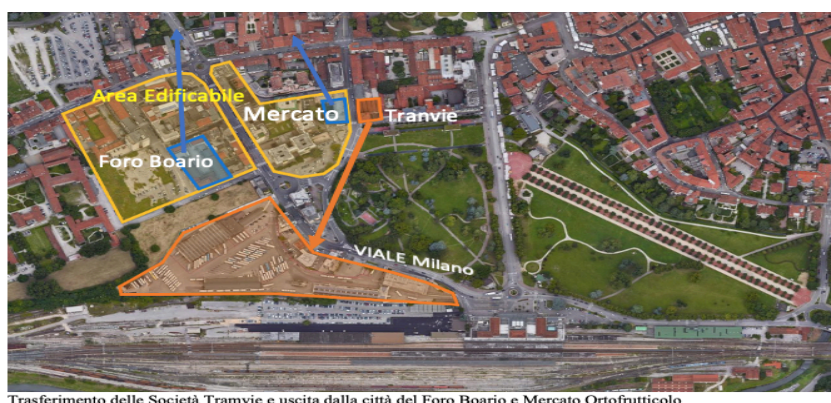 Area Edificabile
Mercato
Tranvie
Foro Boario
VIALE Milano
Trasferimento delle Società Tramvie e uscita dalla città del Foro Boario e Mercato Ortofrutticolo